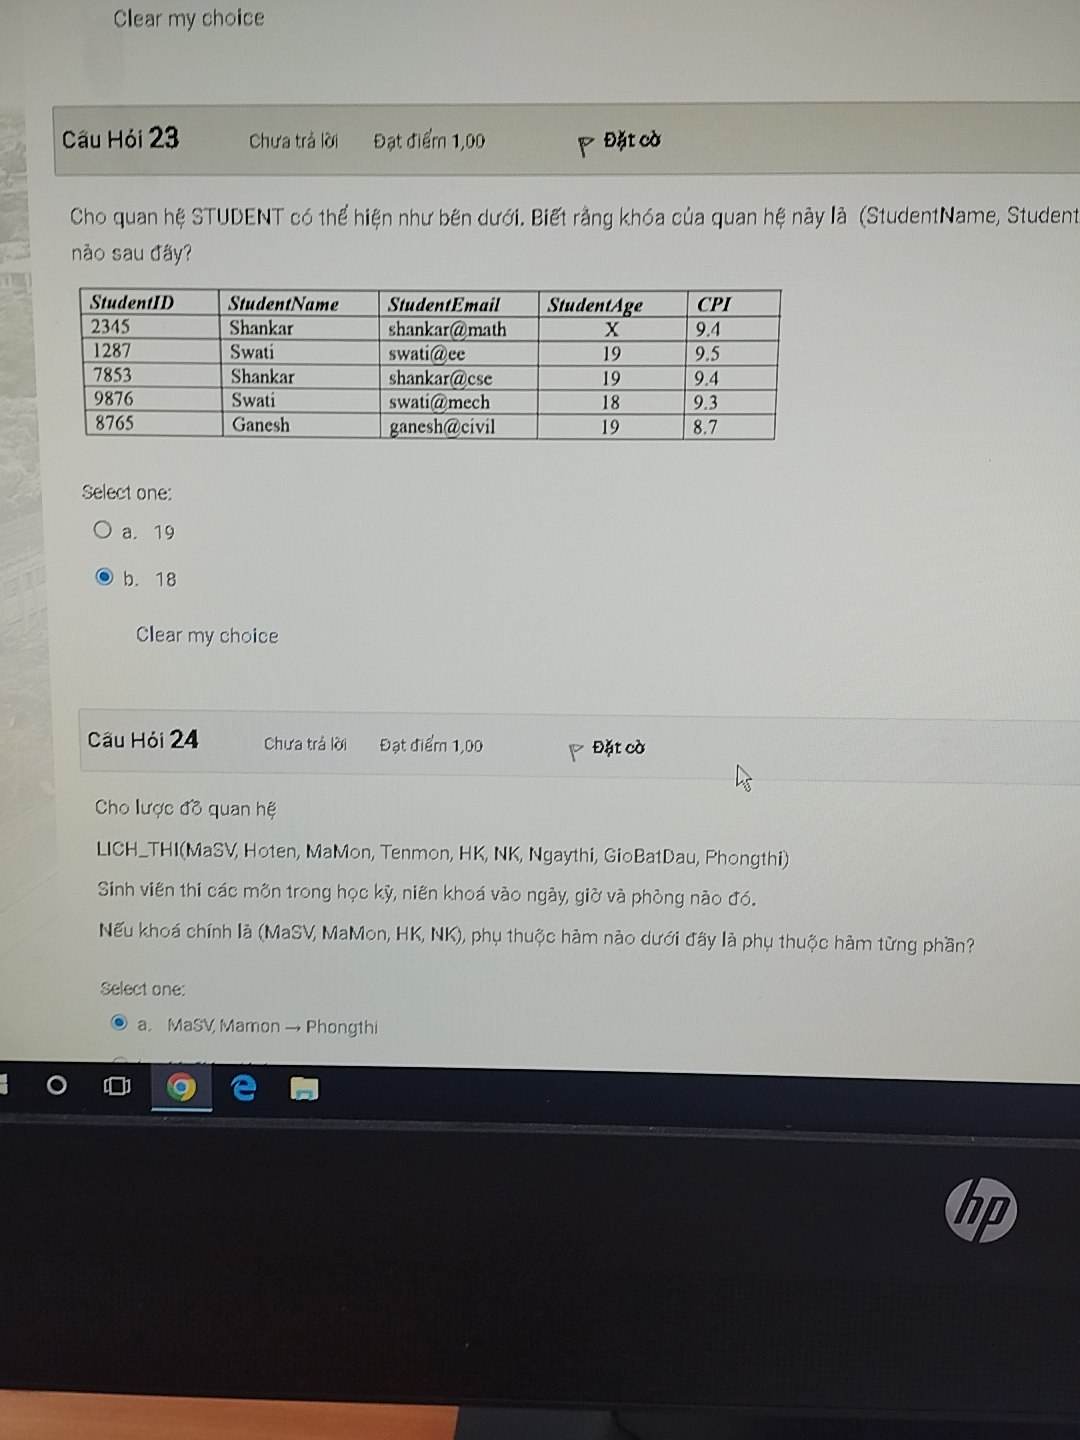 Clear my choice
Câu Hỏi 23 Chưa trả lời Đạt điểm 1,00 Đặt cờ
Cho quan hệ STUDENT có thể hiện như bên dưới. Biết rằng khóa của quan hệ này là (StudentName, Student
nào sau đây?
StudentID StudentName StudentEmail StudentAge CPI
2345 Shankar shankar@math X 9.4
1287 Swati swati@ee 19 9.5
7853 Shankar shankar@cse 19 9.4
9876 Swati swati@mech 18 9.3
8765 Ganesh ganesh@civil 19 8.7
Select one:
a. 19
b. 18
Clear my choice
Câu Hỏi 24 Chưa trả lời Đạt điểm 1,00 Đặt cờ
Cho lược đồ quan hệ
LICH_THI(MaSV, Hoten, MaMon, Tenmon, HK, NK, Ngaythi, GioBatDau, Phongthi)
Sinh viên thi các môn trong học kỳ, niên khoá vào ngày, giờ và phòng nào đó.
Nếu khoá chính là (MaSV, MaMon, HK, NK), phụ thuộc hàm nào dưới đây là phụ thuộc hàm từng phần?
Select one:
a. MaSV, Mamon → Phongthi
hp